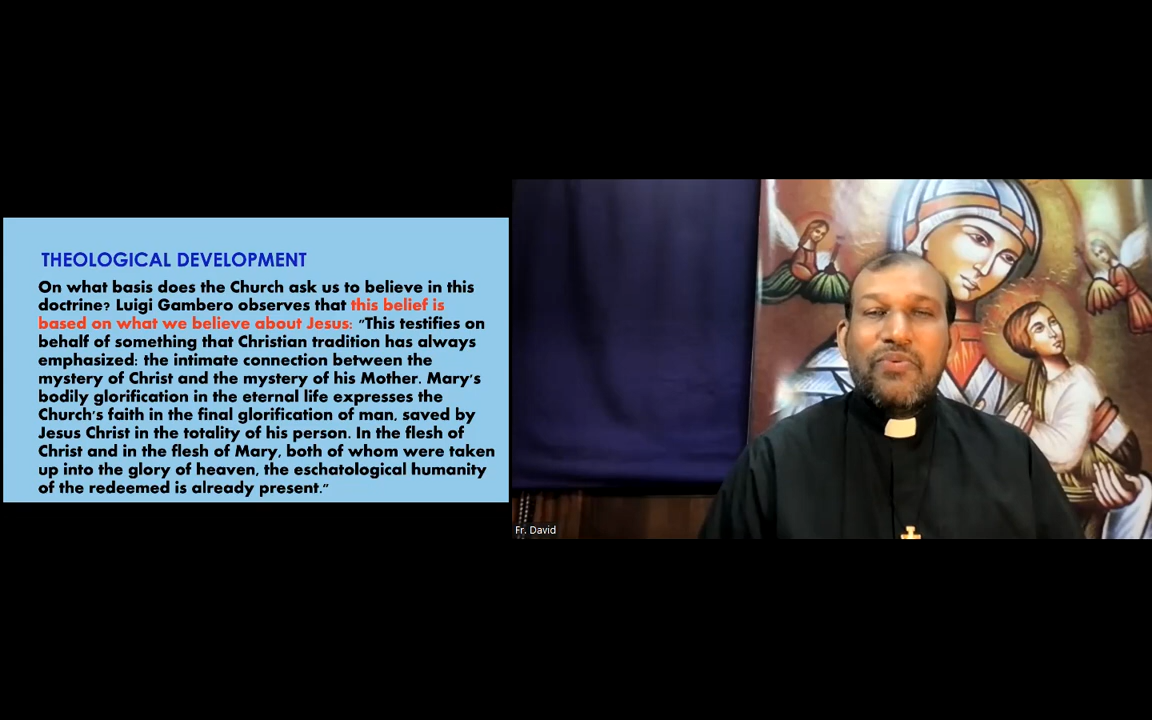 THEOLOGICAL DEVELOPMENT
On what basis does the Church ask us to believe in this
doctrine? Luigi Gambero observes that this belief is
based on what we believe about Jesus: "This testifies on
behalf of something that Christian tradition has always
emphasized: the intimate connection between the
mystery of Christ and the mystery of his Mother. Mary's
bodily glorification in the eternal life expresses the
Church's faith in the final glorification of man, saved by
Jesus Christ in the totality of his person. In the flesh of
Christ and in the flesh of Mary, both of whom were taken
up into the glory of heaven, the eschatological humanity
of the redeemed is already present."
Fr. David